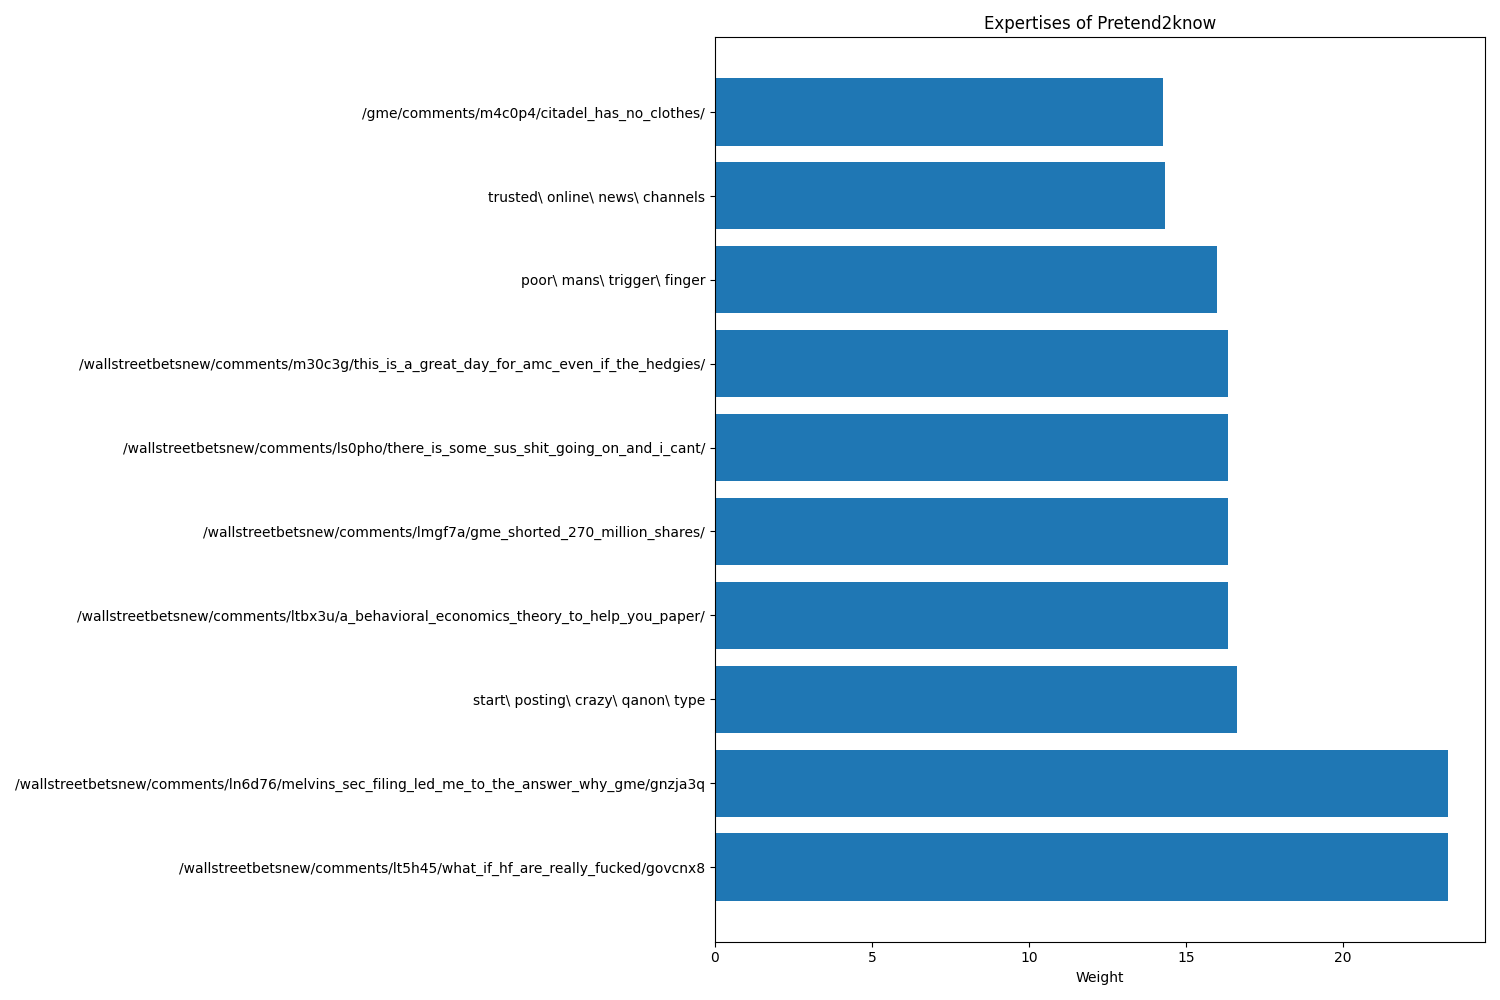 Expertises of Pretend2know
/gme/comments/m4c0p4/citadel_has_no_clothes/
trusted\ online\ news\ channels
poor\ mans\ trigger\ finger
/wallstreetbetsnew/comments/m30c3g/this_is_a_great_day_for_amc_even_if_the_hedgies/
/wallstreetbetsnew/comments/ls0pho/there_is_some_sus_shit_going_on_and_i_cant/
/wallstreetbetsnew/comments/lmgf7a/gme_shorted_270_million_shares/
/wallstreetbetsnew/comments/ltbx3u/a_behavioral_economics_theory_to_help_you_paper/
start\ posting\ crazy\ qanon\ type
/wallstreetbetsnew/comments/ln6d76/melvins_sec_filing_led_me_to_the_answer_why_gme/gnzja3q
/wallstreetbetsnew/comments/lt5h45/what_if_hf_are_really_fucked/govcnx8
0 5 10 15 20
Weight